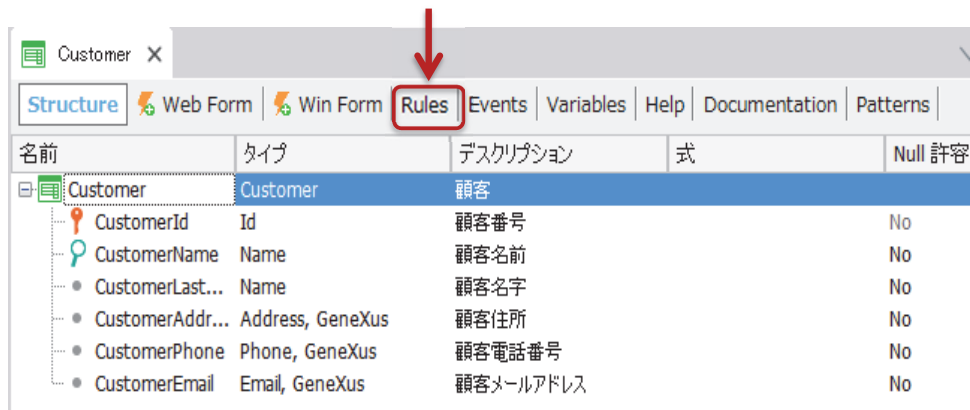 Customer
Structure Web Form Win Form Rules Events Variables Help Documentation Patterns
名前 タイプ デスクリプション 式 Null 許容
Customer Customer 顧客
CustomerId Id 顧客番号 No
CustomerName Name 顧客名前 No
CustomerLast... Name 顧客名字 No
CustomerAddr... Address, GeneXus 顧客住所 No
CustomerPhone Phone, GeneXus 顧客電話番号 No
CustomerEmail Email, GeneXus 顧客メールアドレス No